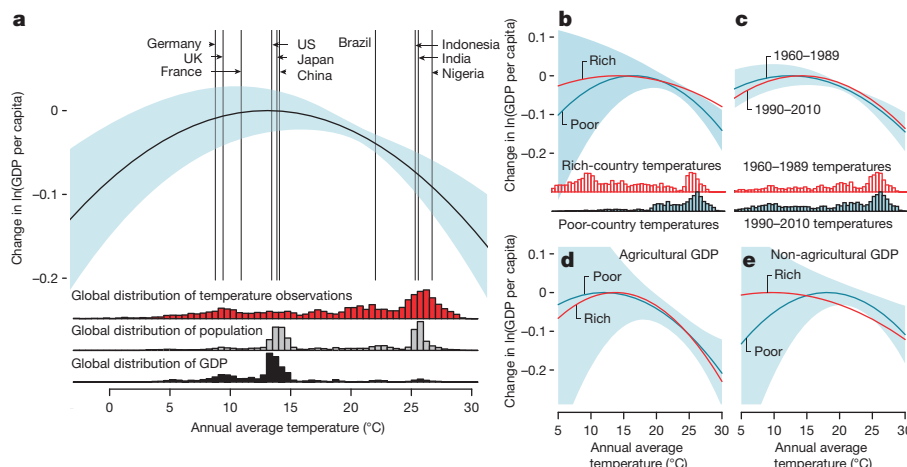 a
Germany
UK
France
US
Japan
China
Brazil
Indonesia
India
Nigeria
Change in ln(GDP per capita)
0
−0.1
−0.2
Global distribution of temperature observations
Global distribution of population
Global distribution of GDP
0 5 10 15 20 25 30
Annual average temperature (°C)
b
Change in ln(GDP per capita)
0.1
0
−0.1
−0.2
Rich
Poor
Rich-country temperatures
Poor-country temperatures
c
1960–1989
1990–2010
1960–1989 temperatures
1990–2010 temperatures
d
Agricultural GDP
Change in ln(GDP per capita)
0.1
0
−0.1
−0.2
Poor
Rich
5 10 15 20 25 30
Annual average
temperature (°C)
e
Non-agricultural GDP
Rich
Poor
5 10 15 20 25 30
Annual average
temperature (°C)